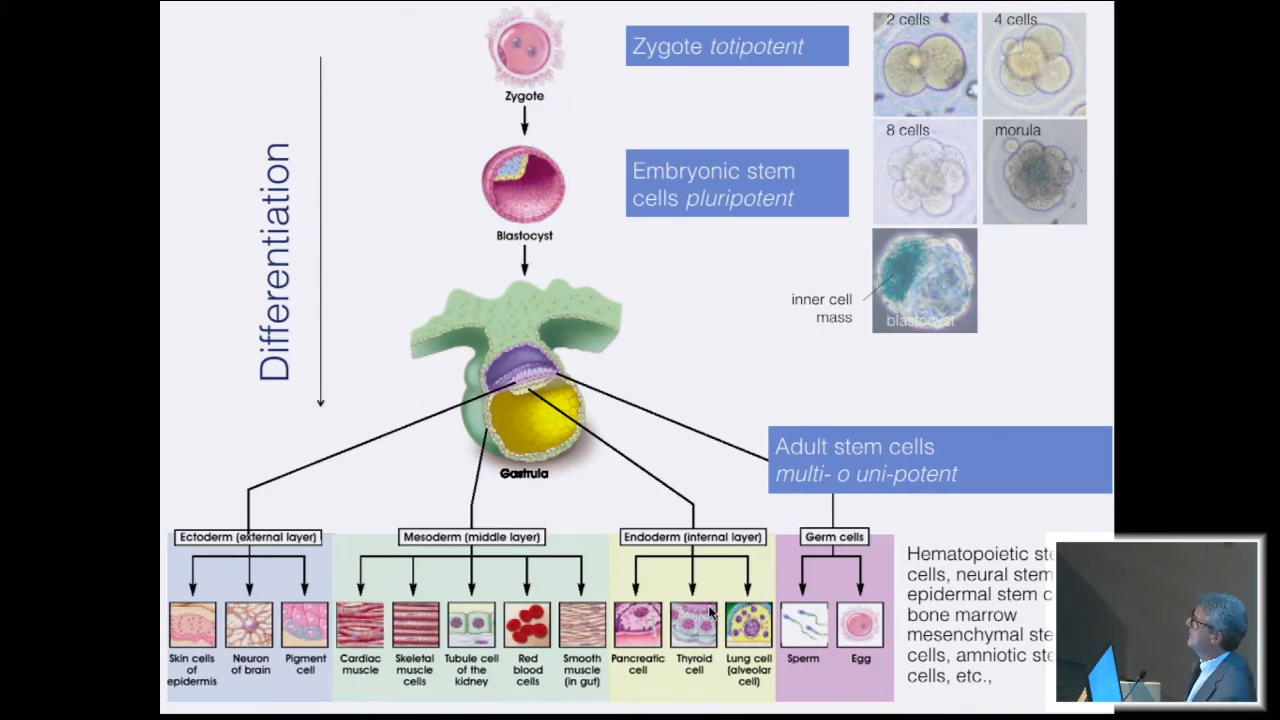 Differentiation
Zygote
Zygote totipotent
Blastocyst
Embryonic stem
cells pluripotent
2 cells
4 cells
8 cells
morula
inner cell
mass
blastocyst
Gastrula
Adult stem cells
multi- o uni-potent
Ectoderm (external layer)
Mesoderm (middle layer)
Endoderm (internal layer)
Germ cells
Skin cells
of
epidermis
Neuron
of brain
Pigment
cell
Cardiac
muscle
Skeletal
muscle
cells
Tubule cell
of the
kidney
Red
blood
cells
Smooth
muscle
(in gut)
Pancreatic
cell
Thyroid
cell
Lung cell
(alveolar
cell)
Sperm
Egg
Hematopoietic
cells, neural stem
epidermal stem
bone marrow
mesenchymal
cells, amniotic
cells, etc.,